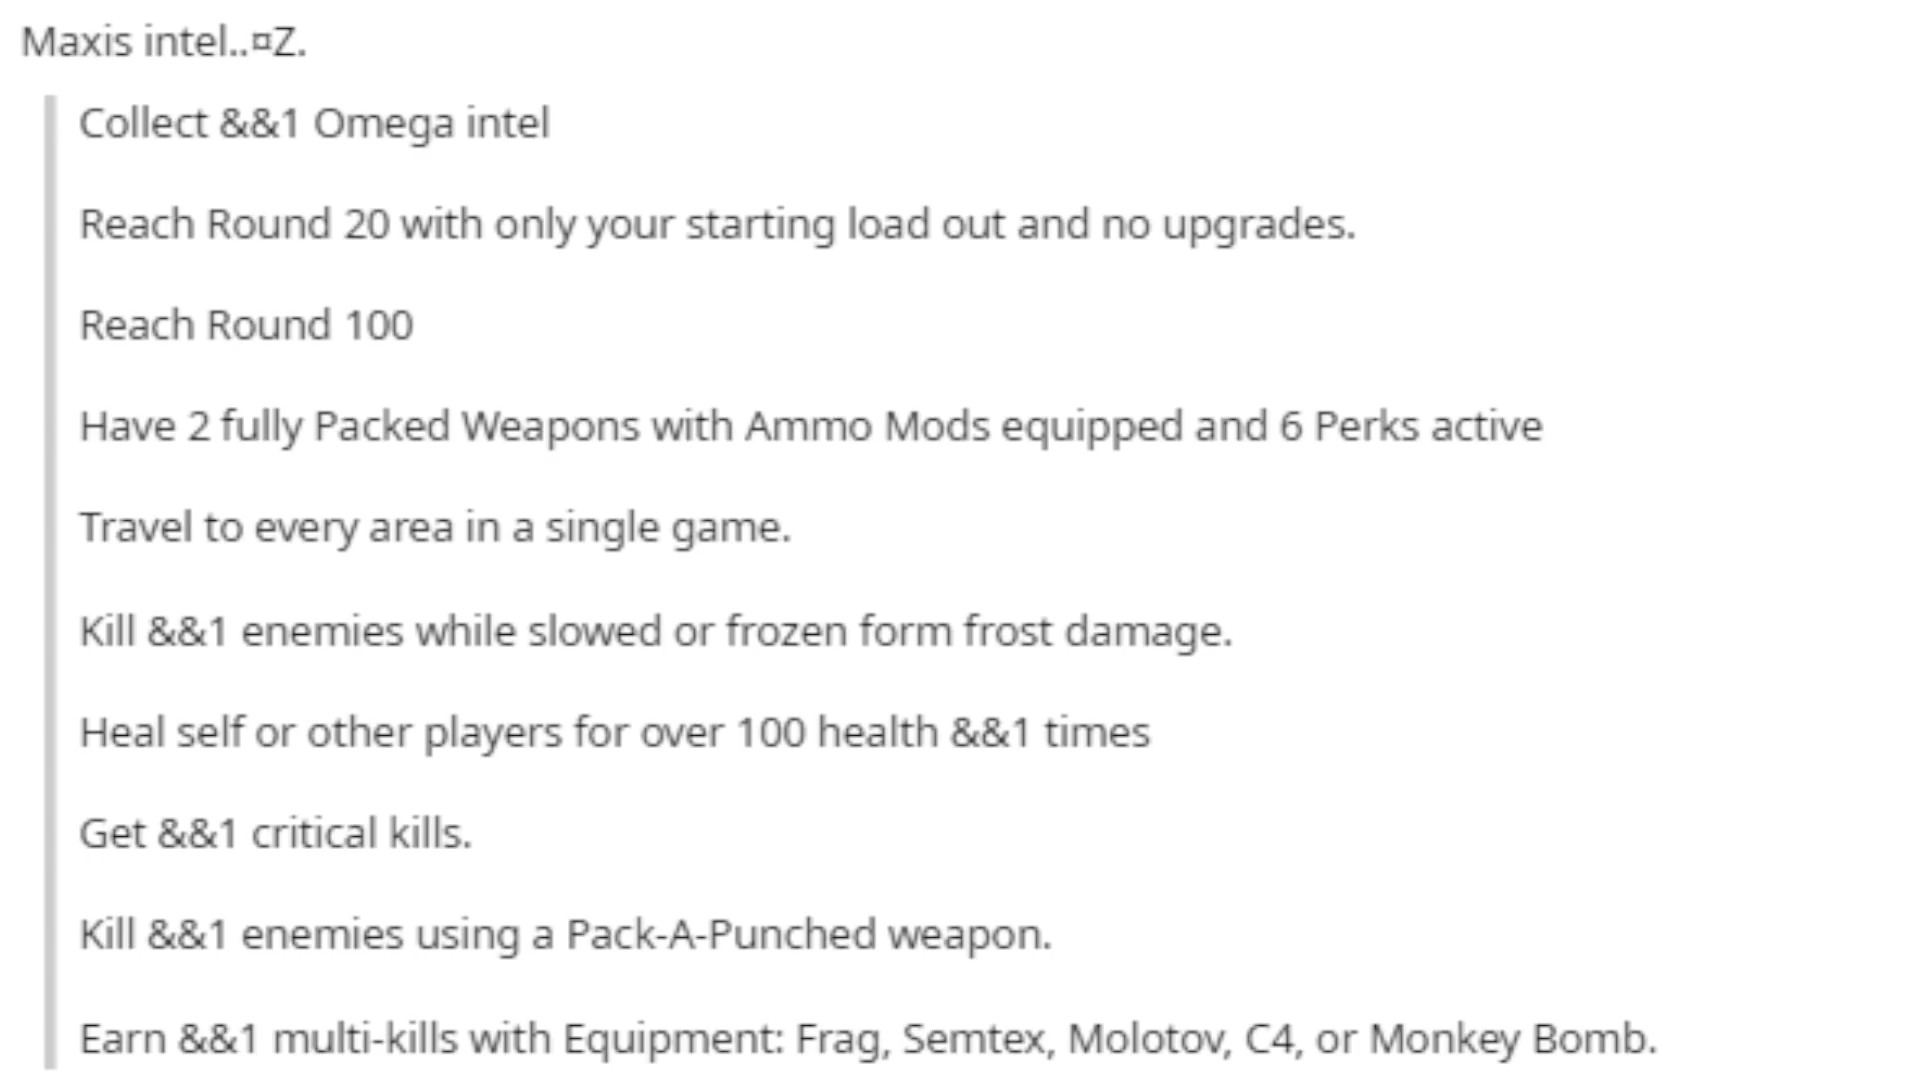 Maxis intel..¤Z.
Collect &&1 Omega intel
Reach Round 20 with only your starting load out and no upgrades.
Reach Round 100
Have 2 fully Packed Weapons with Ammo Mods equipped and 6 Perks active
Travel to every area in a single game.
Kill &&1 enemies while slowed or frozen form frost damage.
Heal self or other players for over 100 health &&1 times
Get &&1 critical kills.
Kill &&1 enemies using a Pack-A-Punched weapon.
Earn &&1 multi-kills with Equipment: Frag, Semtex, Molotov, C4, or Monkey Bomb.